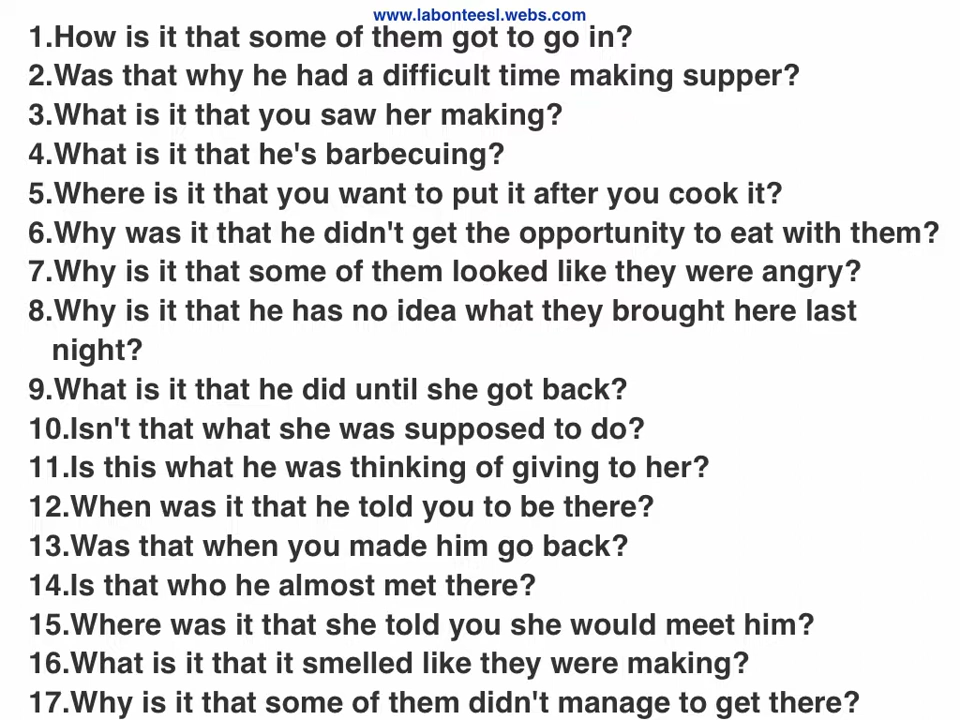 www.labonteesl.webs.com
1.How is it that some of them got to go in?
2.Was that why he had a difficult time making supper?
3.What is it that you saw her making?
4.What is it that he's barbecuing?
5.Where is it that you want to put it after you cook it?
6.Why was it that he didn't get the opportunity to eat with them?
7.Why is it that some of them looked like they were angry?
8.Why is it that he has no idea what they brought here last
night?
9.What is it that he did until she got back?
10.Isn't that what she was supposed to do?
11.Is this what he was thinking of giving to her?
12.When was it that he told you to be there?
13.Was that when you made him go back?
14.Is that who he almost met there?
15.Where was it that she told you she would meet him?
16.What is it that it smelled like they were making?
17.Why is it that some of them didn't manage to get there?